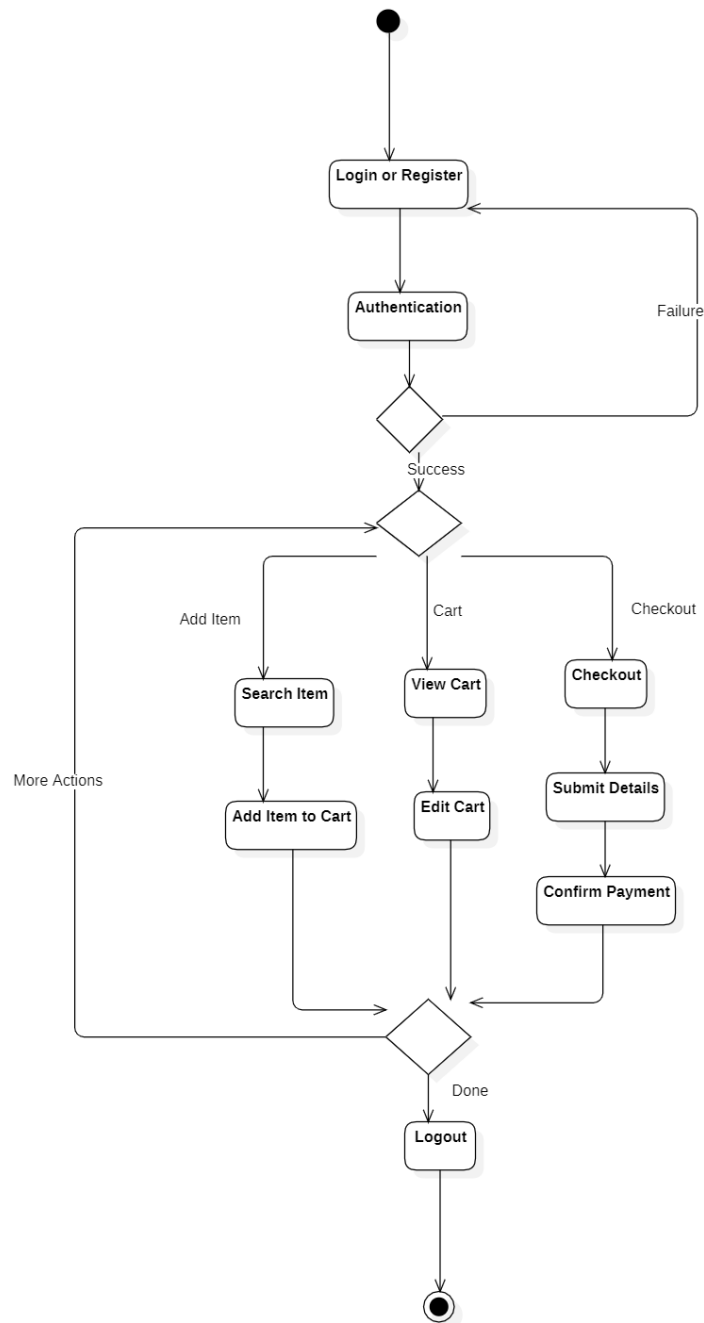 Login or Register
Authentication
Failure
Success
Add Item
Cart
Checkout
Search Item
View Cart
Checkout
More Actions
Submit Details
Add Item to Cart
Edit Cart
Confirm Payment
Done
Logout